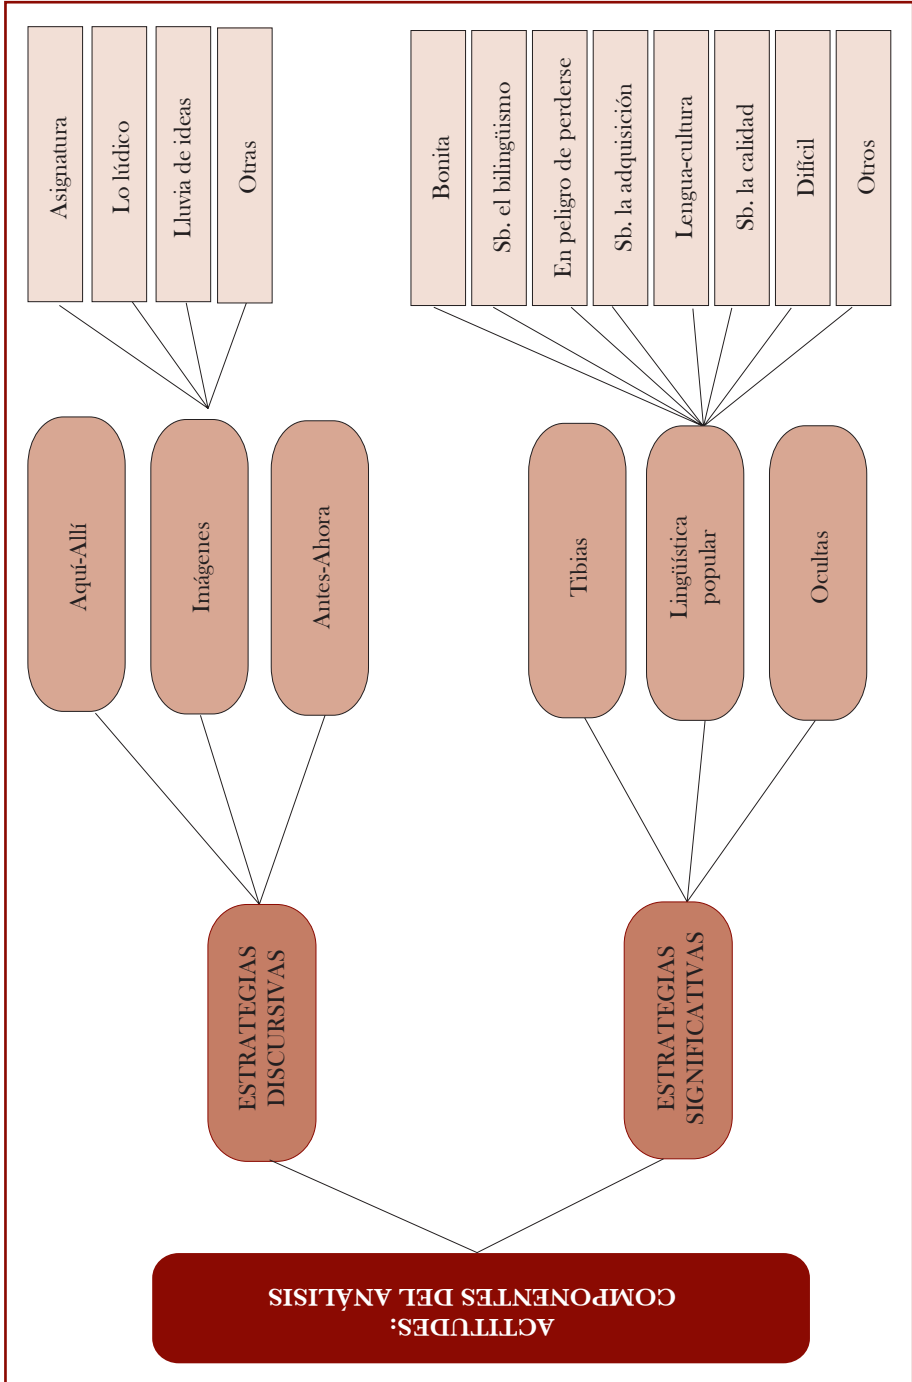 ACTITUDES:
COMPONENTES DEL ANÁLISIS
ESTRATEGIAS
DISCURSIVAS
Aquí-Allí
Imágenes
Asignatura
Lo lúdico
Lluvia de ideas
Otras
Antes-Ahora
ESTRATEGIAS
SIGNIFICATIVAS
Tibias
Lingüística
popular
Bonita
Sb. el bilingüismo
En peligro de perderse
Sb. la adquisición
Lengua-cultura
Sb. la calidad
Difícil
Otros
Ocultas